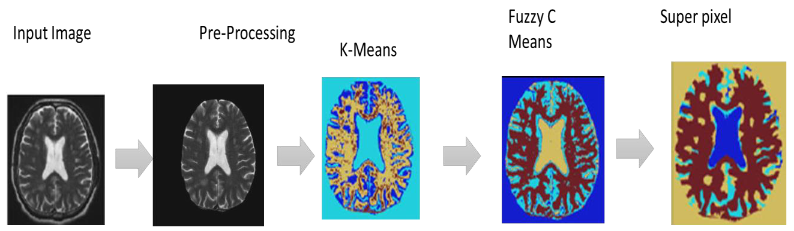 Input Image
Pre-Processing
K-Means
Fuzzy C
Means
Super pixel